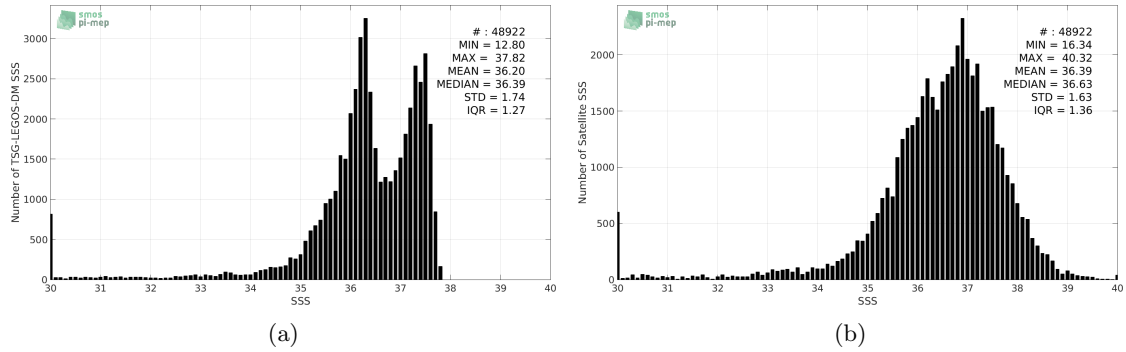 smos
pi-mep
# : 48922
MIN = 12.80
MAX = 37.82
MEAN = 36.20
MEDIAN = 36.39
STD = 1.74
IQR = 1.27
Number of TSG-LEGOS-DM SSS
3000
2500
2000
1500
1000
500
0
30 31 32 33 34 35 36 37 38 39 40
SSS
(a)
smos
pi-mep
# : 48922
MIN = 16.34
MAX = 40.32
MEAN = 36.39
MEDIAN = 36.63
STD = 1.63
IQR = 1.36
Number of Satellite SSS
2000
1500
1000
500
0
30 31 32 33 34 35 36 37 38 39 40
SSS
(b)